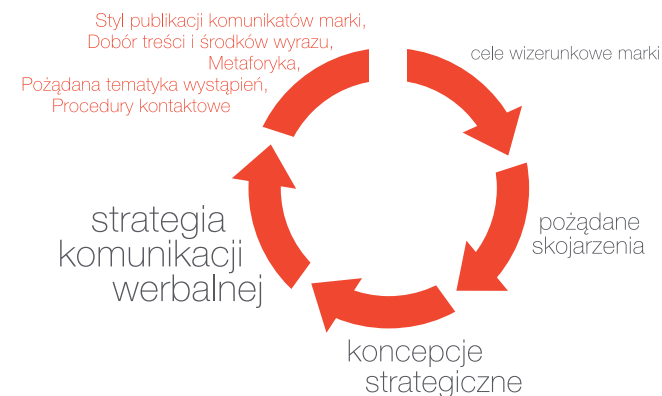 Styl publikacji komunikatów marki,
Dobór treści i środków wyrazu,
Metaforyka,
Pożądana tematyka wystąpień,
Procedury kontaktowe
cele wizerunkowe marki
pożądane
skojarzenia
koncepcje
strategiczne
strategia
komunikacji
werbalnej